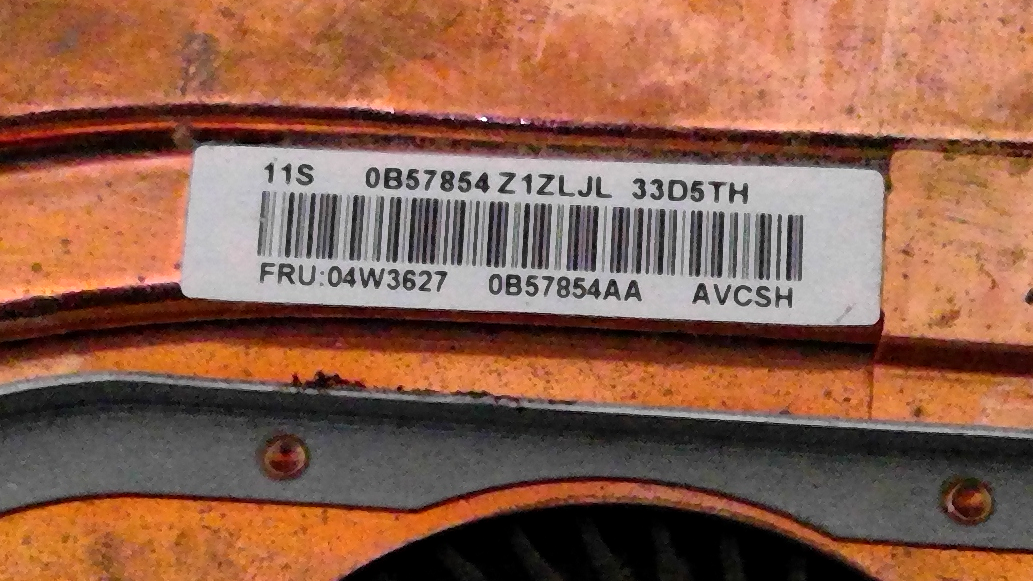 11S 0B57854 Z1ZLJL 33D5TH
FRU:04W3627 0B57854AA AVCSH